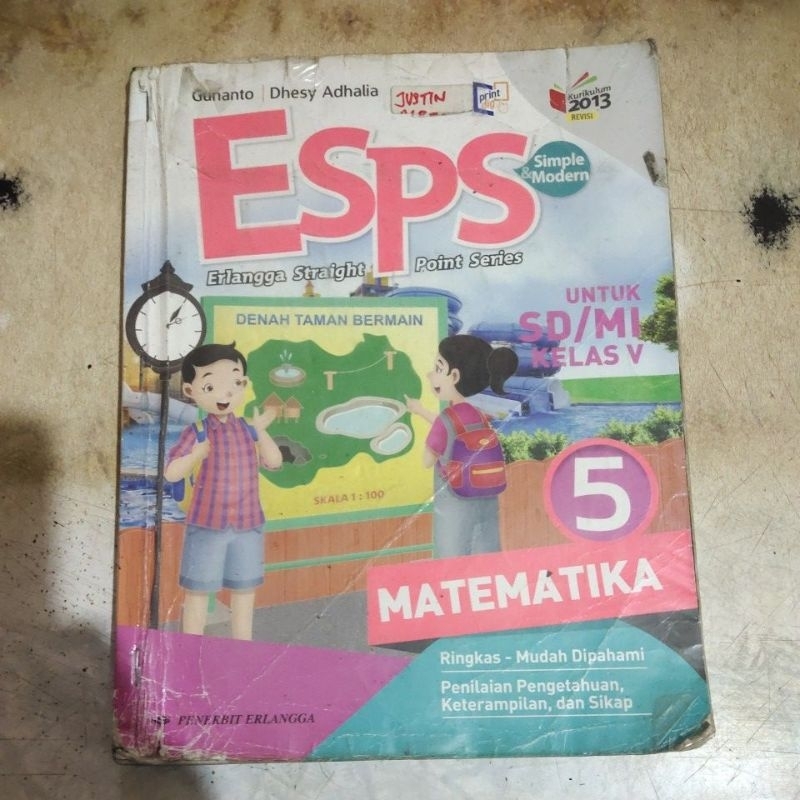 Gunanto | Dhesy Adhalia
JUSTIN
print
Kurikulum
2013
REVISI
ESPS
Simple
& Modern
Erlangga Straight Point Series
UNTUK
SD/MI
KELAS V
DENAH TAMAN BERMAIN
SKALA 1 : 100
5
MATEMATIKA
Ringkas - Mudah Dipahami
Penilaian Pengetahuan,
Keterampilan, dan Sikap
PENERBIT ERLANGGA